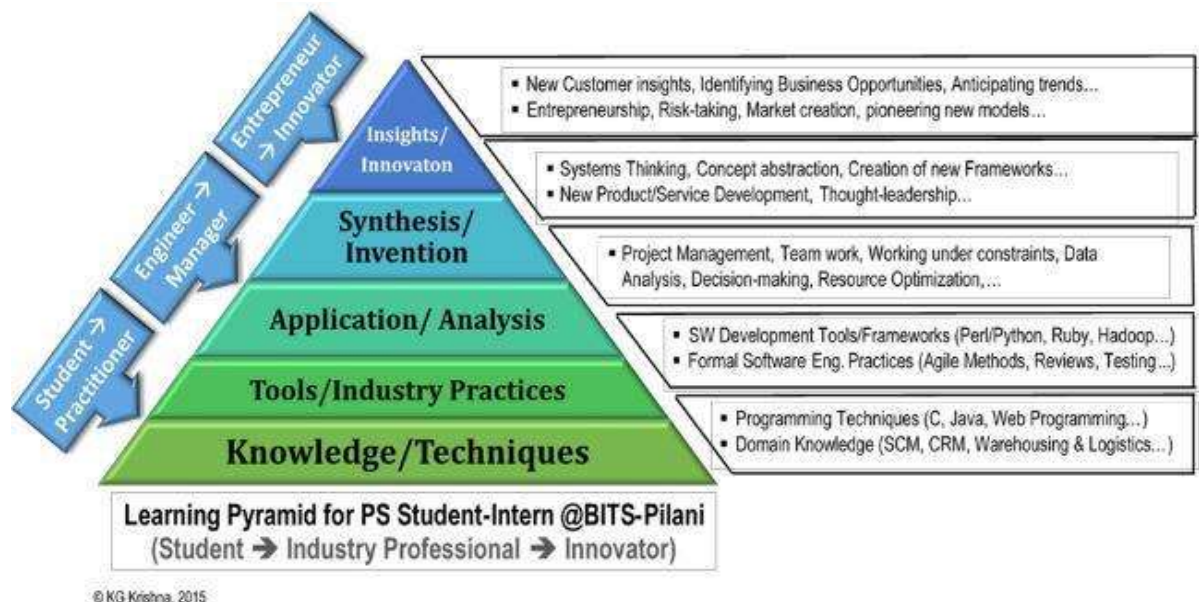 Entrepreneur
→ Innovator
Engineer →
Manager
Student →
Practitioner
Insights/
Innovaton
Synthesis/
Invention
Application/ Analysis
Tools/Industry Practices
Knowledge/Techniques
▪ New Customer insights, Identifying Business Opportunities, Anticipating trends…
▪ Entrepreneurship, Risk-taking, Market creation, pioneering new models…
▪ Systems Thinking, Concept abstraction, Creation of new Frameworks…
▪ New Product/Service Development, Thought-leadership…
▪ Project Management, Team work, Working under constraints, Data
Analysis, Decision-making, Resource Optimization,…
▪ SW Development Tools/Frameworks (Perl/Python, Ruby, Hadoop…)
▪ Formal Software Eng. Practices (Agile Methods, Reviews, Testing…)
▪ Programming Techniques (C, Java, Web Programming…)
▪ Domain Knowledge (SCM, CRM, Warehousing & Logistics…)
Learning Pyramid for PS Student-Intern @BITS-Pilani
(Student ➔ Industry Professional ➔ Innovator)
© KG Krishna, 2015